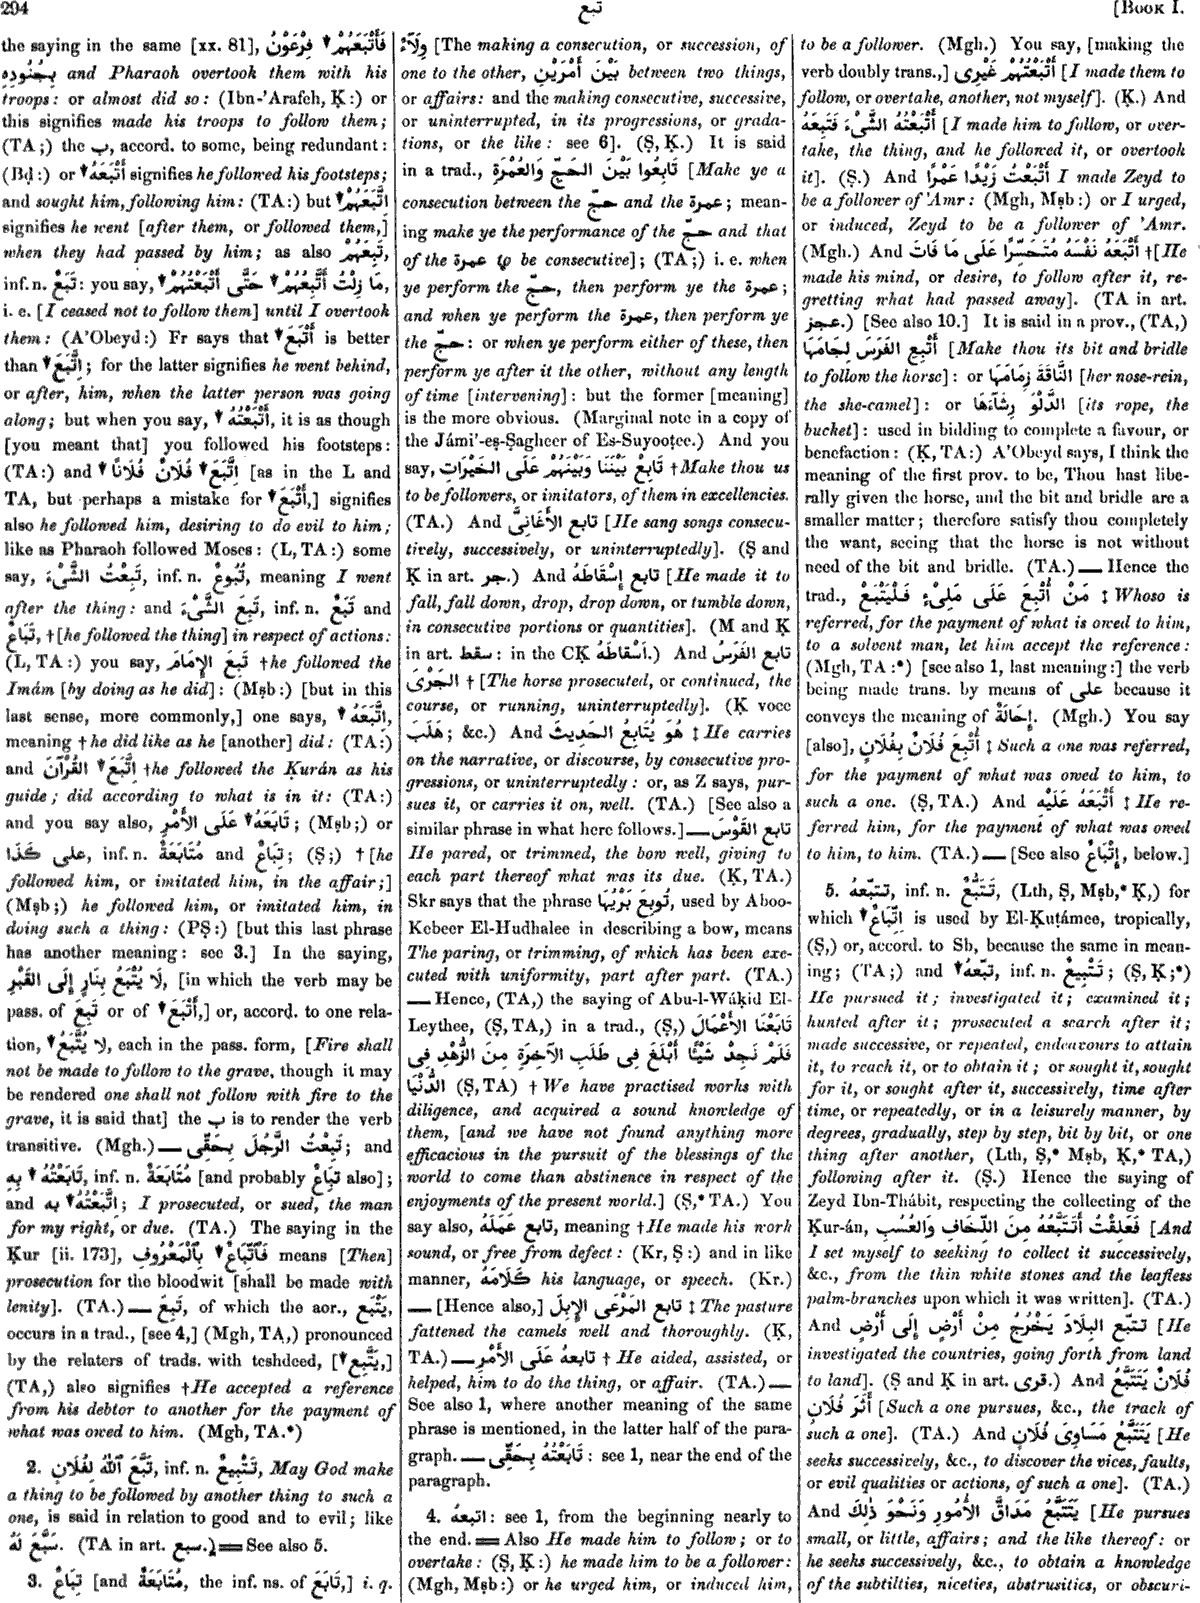 294
تبع
[Book I.
the saying in the same [xx. 81], فَأَتْبَعَهُمْ فِرْعَوْنُ
بِجُنُودِهِ and Pharaoh overtook them with his
troops: or almost did so: (Ibn-'Arafeh, Ḳ:) or
this signifies made his troops to follow them;
(TA;) the ب, accord. to some, being redundant:
(Bḍ:) or أَتْبَعَهُ signifies he followed his footsteps;
and sought him, following him: (TA:) but اتَّبَعَهُمْ
signifies he went [after them, or followed them,]
when they had passed by him; as also تَبِعَهُمْ,
inf. n. تَبَعٌ: you say, مَا زِلْتُ أَتَّبِعُهُمْ حَتَّى أَتْبَعْتُهُمْ,
i. e. [I ceased not to follow them] until I overtook
them: (A'Obeyd:) Fr says that أَتْبَعَ is better
than اِتَّبَعَ; for the latter signifies he went behind,
or after, him, when the latter person was going
along; but when you say, أَتْبَعْتُهُ, it is as though
[you meant that] you followed his footsteps:
(TA:) and اِتَّبَعَ فُلَانٌ فُلَانًا [as in the L and
TA, but perhaps a mistake for أَتْبَعَ,] signifies
also he followed him, desiring to do evil to him;
like as Pharaoh followed Moses: (L, TA:) some
say, تَبِعْتُ الشَّىْءَ, inf. n. تُبُوعٌ, meaning I went
after the thing: and تَبِعَ الشَّىْءَ, inf. n. تَبَعٌ and
تَبَاعٌ, † [he followed the thing] in respect of actions:
(L, TA:) you say, تَبِعَ الإِمَامَ †he followed the
Imám [by doing as he did]: (Mṣb:) [but in this
last sense, more commonly,] one says, اِتَّبَعَهُ,
meaning † he did like as he [another] did: (TA:)
and اِتَّبَعَ القُرْآنَ †he followed the Ḳurán as his
guide; did according to what is in it: (TA:)
and you say also, تَابَعَهُ عَلَى الأَمْرِ; (Mṣb;) or
على كَذَا, inf. n. مُتَابَعَةٌ and تِبَاعٌ; (Ṣ;) † [he
followed him, or imitated him, in the affair;]
(Mṣb;) he followed him, or imitated him, in
doing such a thing: (PṢ:) [but this last phrase
has another meaning: see 3.] In the saying,
لَا يُتْبَعُ بِنَارٍ إِلَى القَبْرِ, [in which the verb may be
pass. of تَبِعَ or of أَتْبَعَ,] or, accord. to one rela-
tion, لا يُتَّبَعُ, each in the pass. form, [Fire shall
not be made to follow to the grave, though it may
be rendered one shall not follow with fire to the
grave, it is said that] the ب is to render the verb
transitive. (Mgh.) — تَبِعْتُ الرَّجُلَ بِحَقِّى; and
تَابَعْتُهُ بِهِ, inf. n. مُتَابَعَةٌ [and probably تِبَاعٌ also];
and اتَّبَعْتُهُ به; I prosecuted, or sued, the man
for my right, or due. (TA.) The saying in the
Ḳur [ii. 173], فَٱتِّبَاعٌ بِٱلْمَعْرُوفِ means [Then]
prosecution for the bloodwit [shall be made with
lenity]. (TA.) — تَبِعَ, of which the aor., يَتْبَع,
occurs in a trad., [see 4,] (Mgh, TA,) pronounced
by the relaters of trads. with teshdeed, [يَتَّبِع,]
(TA,) also signifies †He accepted a reference
from his debtor to another for the payment of
what was owed to him. (Mgh, TA.*)
2. تَبَّعَ ٱللّٰهُ لِفُلَانٍ, inf. n. تَتْبِيعٌ, May God make
a thing to be followed by another thing to such a
one, is said in relation to good and to evil; like
سَبَّعَ لَهُ. (TA in art. سبع.) = See also 5.
3. تِبَاعٌ [and مُتَابَعَةٌ, the inf. ns. of تَابَعَ,] i. q.
وِلَآءٌ [The making a consecution, or succession, of
one to the other, بَيْنَ أَمْرَيْنِ between two things,
or affairs: and the making consecutive, successive,
or uninterrupted, in its progressions, or grada-
tions, or the like: see 6]. (Ṣ, Ḳ.) It is said
in a trad., تَابِعُوا بَيْنَ الحَجِّ وَالعُمْرَةِ [Make ye a
consecution between the حجّ and the عمرة; mean-
ing make ye the performance of the حجّ and that
of the عمرة to be consecutive]; (TA;) i. e. when
ye perform the حجّ, then perform ye the عمرة;
and when ye perform the عمرة, then perform ye
the حجّ: or when ye perform either of these, then
perform ye after it the other, without any length
of time [intervening]: but the former [meaning]
is the more obvious. (Marginal note in a copy of
the Jámi'-eṣ-Ṣagheer of Es-Suyooṭee.) And you
say, تَابِعْ بَيْنَنَا وَبَيْنَهُمْ عَلَى الخَيْرَاتِ †Make thou us
to be followers, or imitators, of them in excellencies.
(TA.) And تابع الأَغَانِىَّ [He sang songs consecu-
tively, successively, or uninterruptedly]. (Ṣ and
Ḳ in art. جر.) And تابع إِسْقَاطَهُ [He made it to
fall, fall down, drop, drop down, or tumble down,
in consecutive portions or quantities]. (M and Ḳ
in art. سقط: in the CḲ أَسْقَاطَهُ.) And تابع الفَرَسُ
الجَرْىَ † [The horse prosecuted, or continued, the
course, or running, uninterruptedly]. (Ḳ voce
هَلَبَ; &c.) And هُوَ يُتَابِعُ الحَدِيثَ ‡ He carries
on the narrative, or discourse, by consecutive pro-
gressions, or uninterruptedly: or, as Z says, pur-
sues it, or carries it on, well. (TA.) [See also a
similar phrase in what here follows.] — تابع القَوْسَ
He pared, or trimmed, the bow well, giving to
each part thereof what was its due. (Ḳ, TA.)
Skr says that the phrase تُوبِعَ بَرْيُهَا, used by Aboo-
Kebeer El-Hudhalee in describing a bow, means
The paring, or trimming, of which has been exe-
cuted with uniformity, part after part. (TA.)
— Hence, (TA,) the saying of Abu-l-Wáḳid El-
Leythee, (Ṣ, TA,) in a trad., (Ṣ,) تَابَعْنَا الأَعْمَالَ
فَلَمْ نَجِدْ شَيْئًا أَبْلَغَ فِى طَلَبِ الآخِرَةِ مِنَ الزُّهْدِ فِى
الدُّنْيَا (Ṣ, TA) † We have practised works with
diligence, and acquired a sound knowledge of
them, [and we have not found anything more
efficacious in the pursuit of the blessings of the
world to come than abstinence in respect of the
enjoyments of the present world.] (Ṣ,* TA.) You
say also, تابع عَمَلَهُ, meaning †He made his work
sound, or free from defect: (Kr, Ṣ:) and in like
manner, كَلَامَهُ his language, or speech. (Kr.)
— [Hence also,] تابع المَرْعَى الإِبِلَ ‡ The pasture
fattened the camels well and thoroughly. (Ḳ,
TA.) — تابعهُ عَلَى الأَمْرِ † He aided, assisted, or
helped, him to do the thing, or affair. (TA.) —
See also 1, where another meaning of the same
phrase is mentioned, in the latter half of the para-
graph. — تَابَعْتُهُ بِحَقِّى: see 1, near the end of the
paragraph.
4. اتبعهُ: see 1, from the beginning nearly to
the end. = Also He made him to follow; or to
overtake: (Ṣ, Ḳ:) he made him to be a follower:
(Mgh, Mṣb:) or he urged him, or induced him,
to be a follower. (Mgh.) You say, [making the
verb doubly trans.,] أَتْبَعْتُهُمْ غَيْرِى [I made them to
follow, or overtake, another, not myself]. (Ḳ.) And
أَتْبَعْتُهُ الشَّىْءَ فَتَبِعَهُ [I made him to follow, or over-
take, the thing, and he followed it, or overtook
it]. (Ṣ.) And أَتْبَعْتُ زَيْدًا عَمْرًا I made Zeyd to
be a follower of 'Amr: (Mgh, Mṣb:) or I urged,
or induced, Zeyd to be a follower of 'Amr.
(Mgh.) And أَتْبَعَهُ نَفْسَهُ مُتَحَسِّرًا عَلَى مَا فَاتَ †[He
made his mind, or desire, to follow after it, re-
gretting what had passed away]. (TA in art.
عجز.) [See also 10.] It is said in a prov., (TA,)
أَتْبِعِ الفَرَسَ لِجَامَهَا [Make thou its bit and bridle
to follow the horse]: or النَّاقَةَ زِمَامَهَا [her nose-rein,
the she-camel]: or الدَّلْوَ رِشَآءَهَا [its rope, the
bucket]: used in bidding to complete a favour, or
benefaction: (Ḳ, TA:) A'Obeyd says, I think the
meaning of the first prov. to be, Thou hast libe-
rally given the horse, and the bit and bridle are a
smaller matter; therefore satisfy thou completely
the want, seeing that the horse is not without
need of the bit and bridle. (TA.) — Hence the
trad., مَنْ أُتْبِعَ عَلَى مَلِىْءٍ فَلْيَتْبَعْ ‡ Whoso is
referred, for the payment of what is owed to him,
to a solvent man, let him accept the reference:
(Mgh, TA:*) [see also 1, last meaning:] the verb
being made trans. by means of على because it
conveys the meaning of إِحَالَةٌ. (Mgh.) You say
[also], أُتْبِعَ فُلَانٌ بِفُلَانٍ ‡ Such a one was referred,
for the payment of what was owed to him, to
such a one. (Ṣ, TA.) And أَتْبَعَهُ عَلَيْهِ ‡ He re-
ferred him, for the payment of what was owed
to him, to him. (TA.) — [See also إِتْبَاعٌ, below.]
5. تتبّعهُ, inf. n. تَتَبُّعٌ, (Lth, Ṣ, Mṣb,* Ḳ,) for
which اِتِّبَاعٌ is used by El-Ḳuṭámee, tropically,
(Ṣ,) or, accord. to Sb, because the same in mean-
ing; (TA;) and تبّعهُ, inf. n. تَتْبِيعٌ; (Ṣ, Ḳ;*)
He pursued it; investigated it; examined it;
hunted after it; prosecuted a search after it;
made successive, or repeated, endeavours to attain
it, to reach it, or to obtain it; or sought it, sought
for it, or sought after it, successively, time after
time, or repeatedly, or in a leisurely manner, by
degrees, gradually, step by step, bit by bit, or one
thing after another, (Lth, Ṣ,* Mṣb, Ḳ,* TA,)
following after it. (Ṣ.) Hence the saying of
Zeyd Ibn-Thábit, respecting the collecting of the
Ḳur-án, فَعَلِقْتُ أَتَتَبَّعُهُ مِنَ اللِّخَافِ وَالعُسُبِ [And
I set myself to seeking to collect it successively,
&c., from the thin white stones and the leafless
palm-branches upon which it was written]. (TA.)
And تتبّع البِلَادَ يَخْرُجُ مِنْ أَرْضٍ إِلَى أَرْضٍ [He
investigated the countries, going forth from land
to land]. (Ṣ and Ḳ in art. قرى.) And فُلَانٌ يَتَتَبَّعُ
أَثَرَ فُلَانٍ [Such a one pursues, &c., the track of
such a one]. (TA.) And يَتَتَبَّعُ مَسَاوِىَ فُلَانٍ [He
seeks successively, &c., to discover the vices, faults,
or evil qualities or actions, of such a one]. (TA.)
And يَتَتَبَّعُ مَدَاقَّ الأُمُورِ وَنَحْوَ ذٰلِكَ [He pursues
small, or little, affairs; and the like thereof: or
he seeks successively, &c., to obtain a knowledge
of the subtilties, niceties, abstrusities, or obscuri-